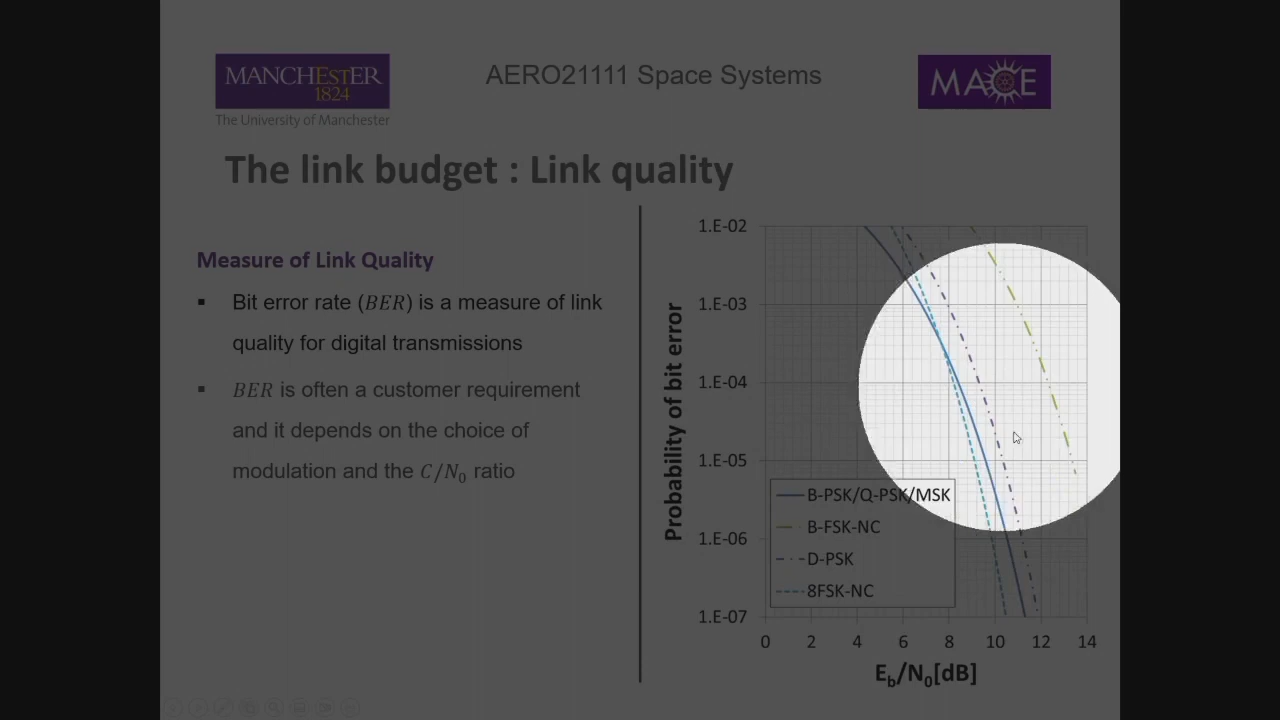 MANCHESTER
1824
The University of Manchester
AERO21111 Space Systems
MACE
The link budget : Link quality
Measure of Link Quality
▪ Bit error rate (BER) is a measure of link
quality for digital transmissions
▪ BER is often a customer requirement
and it depends on the choice of
modulation and the C/N₀ ratio
Probability of bit error
1.E-02
1.E-03
1.E-04
1.E-05
1.E-06
1.E-07
B-PSK/Q-PSK/MSK
B-FSK-NC
D-PSK
8FSK-NC
0 2 4 6 8 10 12 14
E_b/N₀[dB]